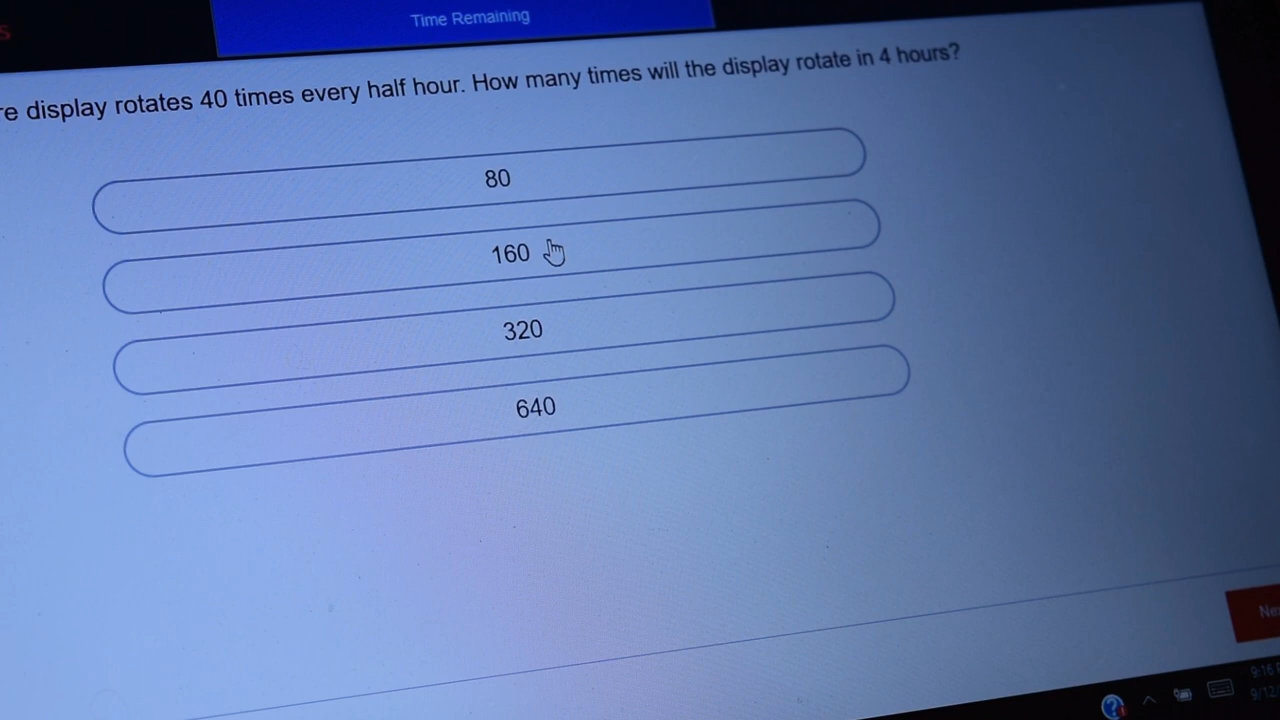 Time Remaining
display rotates 40 times every half hour. How many times will the display rotate in 4 hours?
80
160
320
640